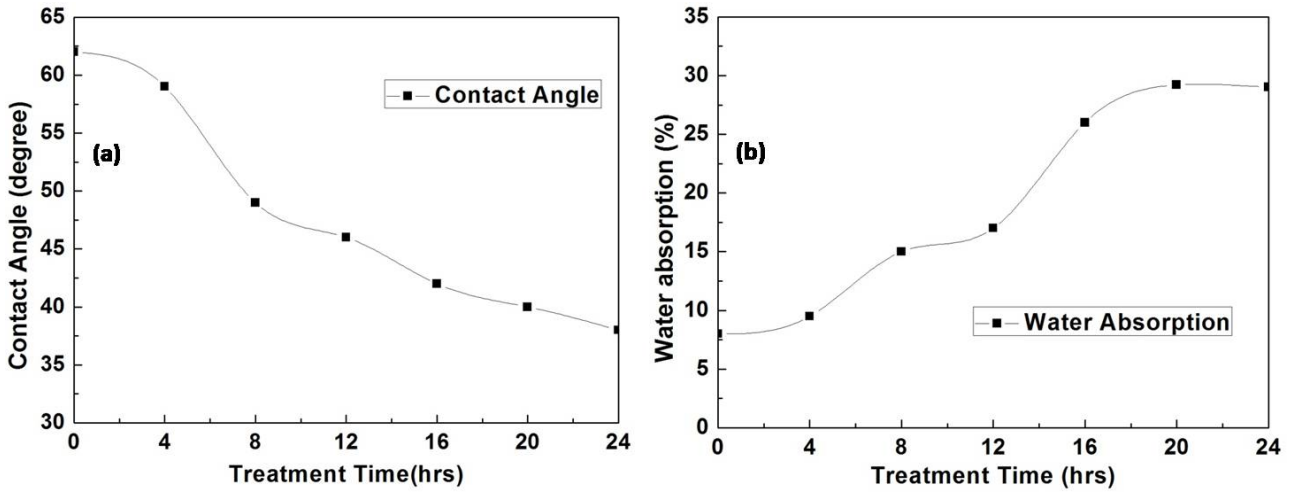 65
60
55
50
45
40
35
30
0 4 8 12 16 20 24
Contact Angle (degree)
Treatment Time(hrs)
(a)
Contact Angle
35
30
25
20
15
10
5
0
0 4 8 12 16 20 24
Water absorption (%)
Treatment Time (hrs)
(b)
Water Absorption